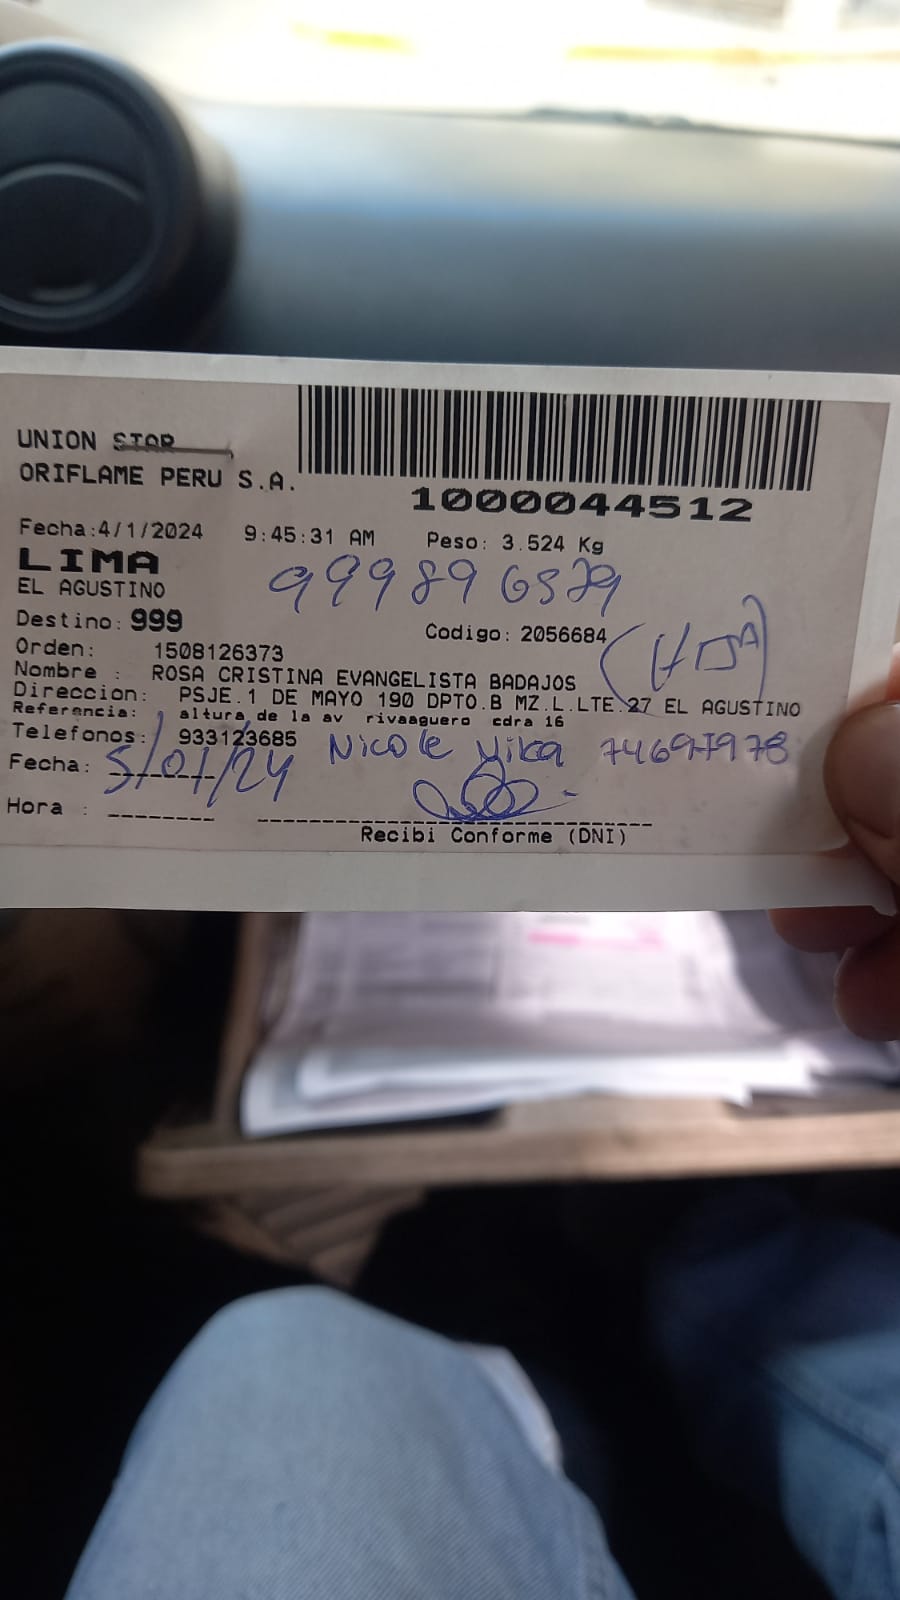 UNION STAR
ORIFLAME PERU S.A.
1000044512
Fecha:4/1/2024 9:45:31 AM Peso: 3.524 Kg
LIMA
EL AGUSTINO
Destino: 999
Codigo: 2056684
Orden: 1508126373
Nombre : ROSA CRISTINA EVANGELISTA BADAJOS
Direccion: PSJE.1 DE MAYO 190 DPTO.B MZ.L.LTE.27 EL AGUSTINO
Referencia: altura de la av rivaaguero cdra 16
Telefonos: 933123685 Nicole
Fecha: 5/01/24
Hora : 
Recibi Conforme (DNI)